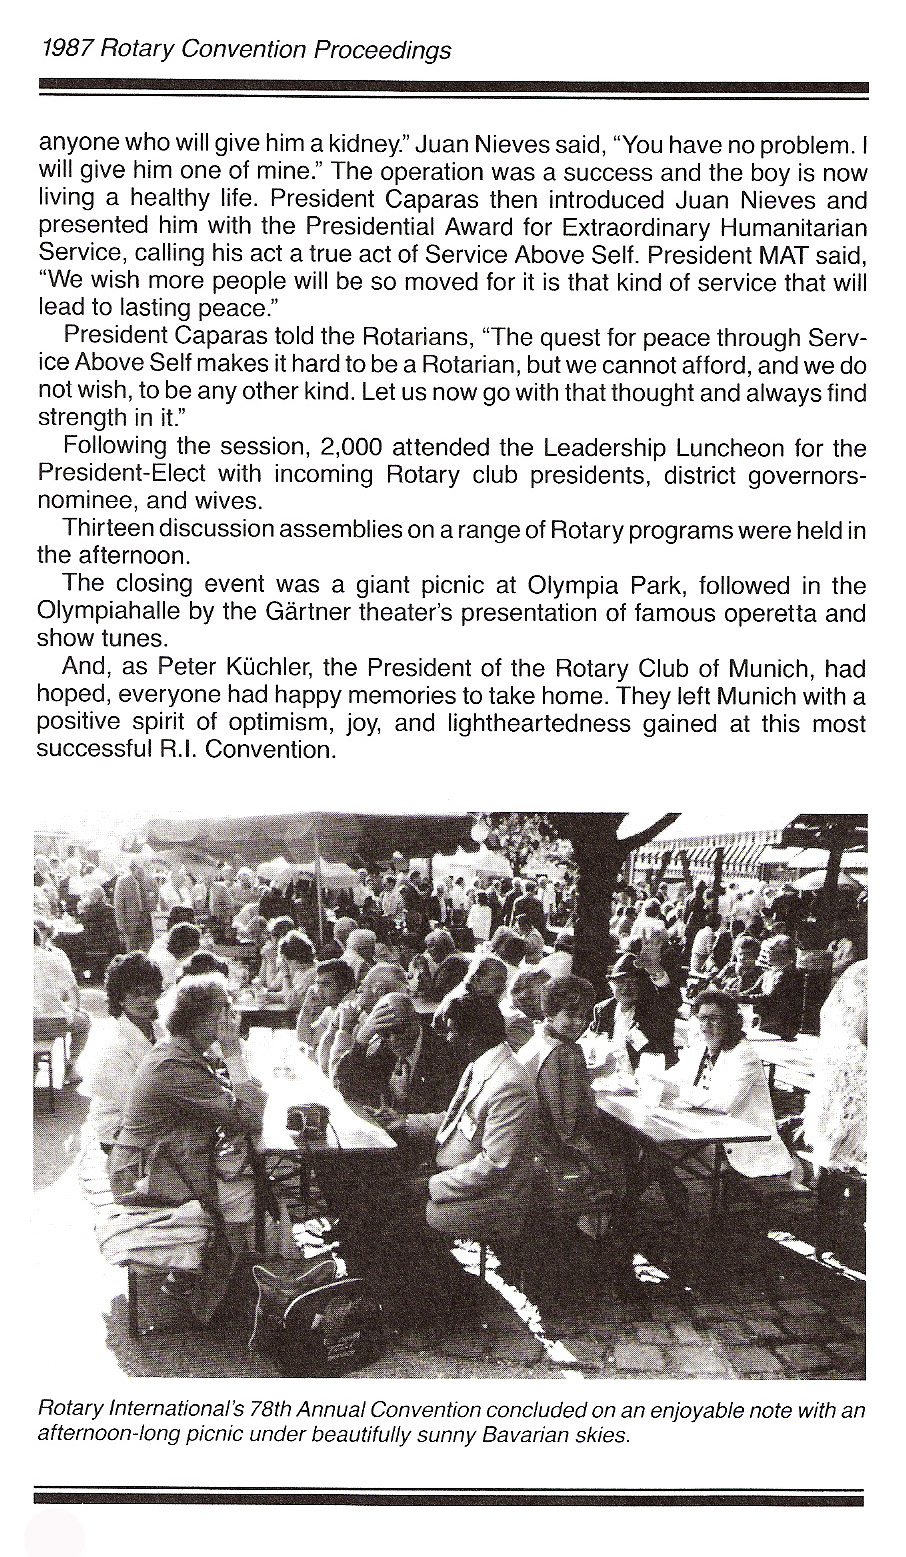 1987 Rotary Convention Proceedings
anyone who will give him a kidney.” Juan Nieves said, “You have no problem. I
will give him one of mine.” The operation was a success and the boy is now
living a healthy life. President Caparas then introduced Juan Nieves and
presented him with the Presidential Award for Extraordinary Humanitarian
Service, calling his act a true act of Service Above Self. President MAT said,
“We wish more people will be so moved for it is that kind of service that will
lead to lasting peace.”
President Caparas told the Rotarians, “The quest for peace through Serv-
ice Above Self makes it hard to be a Rotarian, but we cannot afford, and we do
not wish, to be any other kind. Let us now go with that thought and always find
strength in it.”
Following the session, 2,000 attended the Leadership Luncheon for the
President-Elect with incoming Rotary club presidents, district governors-
nominee, and wives.
Thirteen discussion assemblies on a range of Rotary programs were held in
the afternoon.
The closing event was a giant picnic at Olympia Park, followed in the
Olympiahalle by the Gärtner theater’s presentation of famous operetta and
show tunes.
And, as Peter Küchler, the President of the Rotary Club of Munich, had
hoped, everyone had happy memories to take home. They left Munich with a
positive spirit of optimism, joy, and lightheartedness gained at this most
successful R.I. Convention.
Rotary International’s 78th Annual Convention concluded on an enjoyable note with an
afternoon-long picnic under beautifully sunny Bavarian skies.